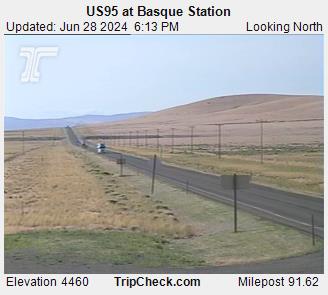 US95 at Basque Station
Updated: Jun 28 2024 6:13 PM Looking North
Elevation 4460 TripCheck.com Milepost 91.62